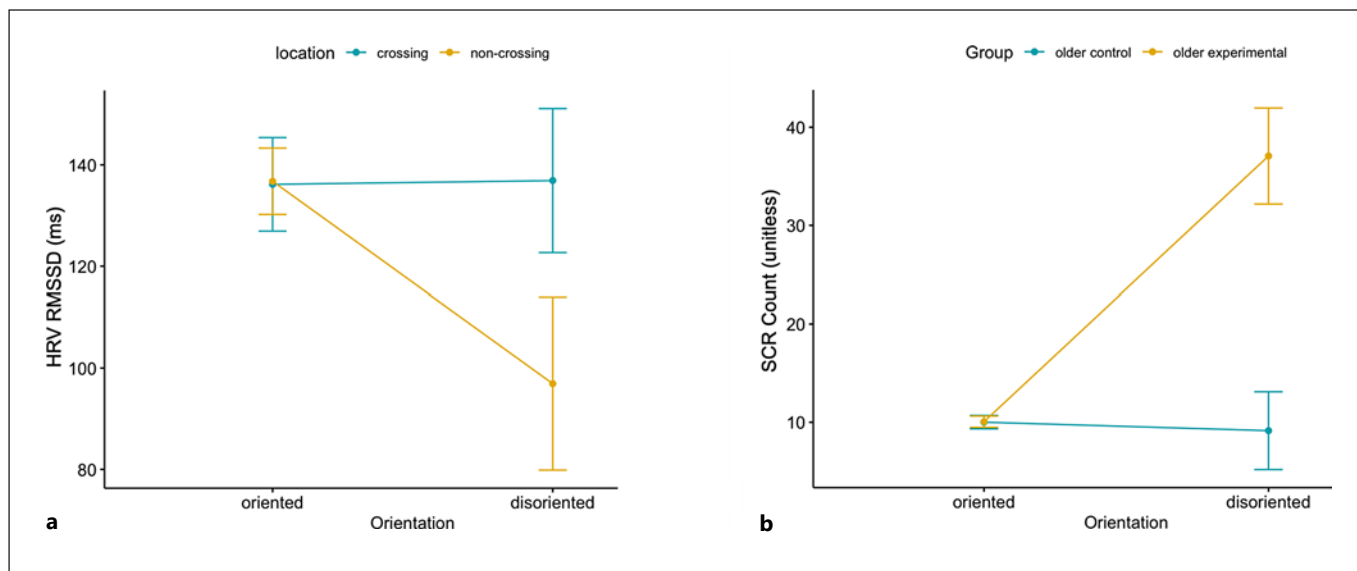 location crossing non-crossing
HRV RMSSD (ms)
140
120
100
80
oriented disoriented
Orientation
a
Group older control older experimental
SCR Count (unitless)
40
30
20
10
oriented disoriented
Orientation
b